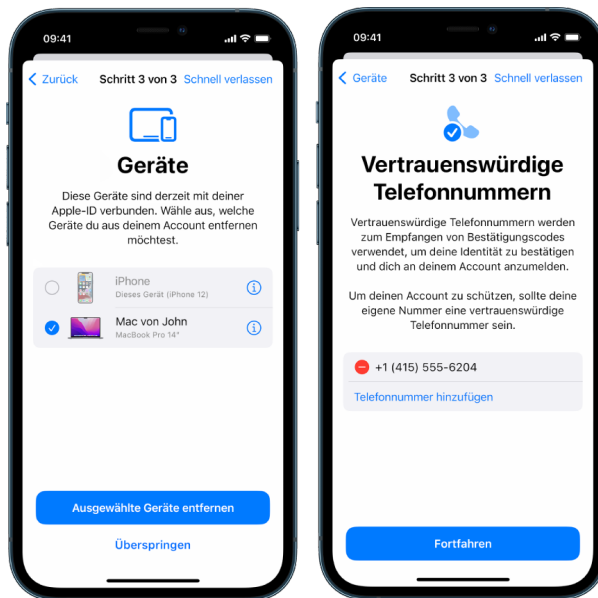 09:41
Zurück Schritt 3 von 3 Schnell verlassen
Geräte
Diese Geräte sind derzeit mit deiner
Apple-ID verbunden. Wähle aus, welche
Geräte du aus deinem Account entfernen
möchtest.
iPhone
Dieses Gerät (iPhone 12)
Mac von John
MacBook Pro 14"
Ausgewählte Geräte entfernen
Überspringen
09:41
Geräte Schritt 3 von 3 Schnell verlassen
Vertrauenswürdige
Telefonnummern
Vertrauenswürdige Telefonnummern werden
zum Empfangen von Bestätigungscodes
verwendet, um deine Identität zu bestätigen
und dich an deinem Account anzumelden.
Um deinen Account zu schützen, sollte deine
eigene Nummer eine vertrauenswürdige
Telefonnummer sein.
+1 (415) 555-6204
Telefonnummer hinzufügen
Fortfahren